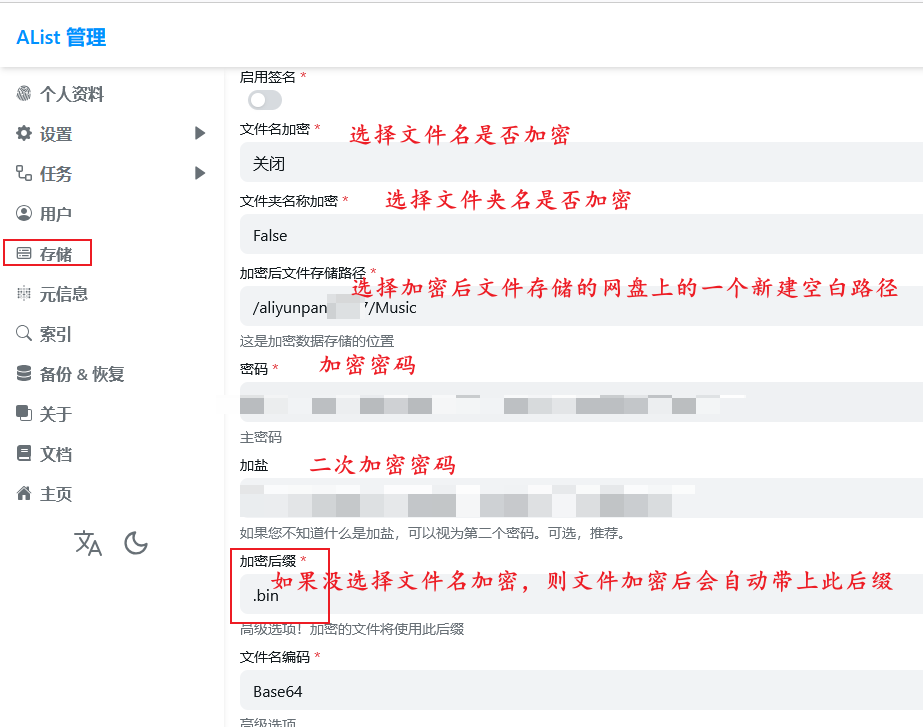 AList 管理
个人资料
设置
任务
用户
存储
元信息
索引
备份 & 恢复
关于
文档
主页
启用签名 *
文件名加密 * 选择文件名是否加密
关闭
文件夹名称加密 * 选择文件夹名是否加密
False
加密后文件存储路径 *
选择加密后文件存储的网盘上的一个新建空白路径
/aliyunpan 7/Music
这是加密数据存储的位置
密码 * 加密密码
主密码
加盐 二次加密密码
如果您不知道什么是加盐，可以视为第二个密码。可选，推荐。
加密后缀 *
如果没选择文件名加密，则文件加密后会自动带上此后缀
.bin
高级选项！加密的文件将使用此后缀
文件名编码 *
Base64
高级选项